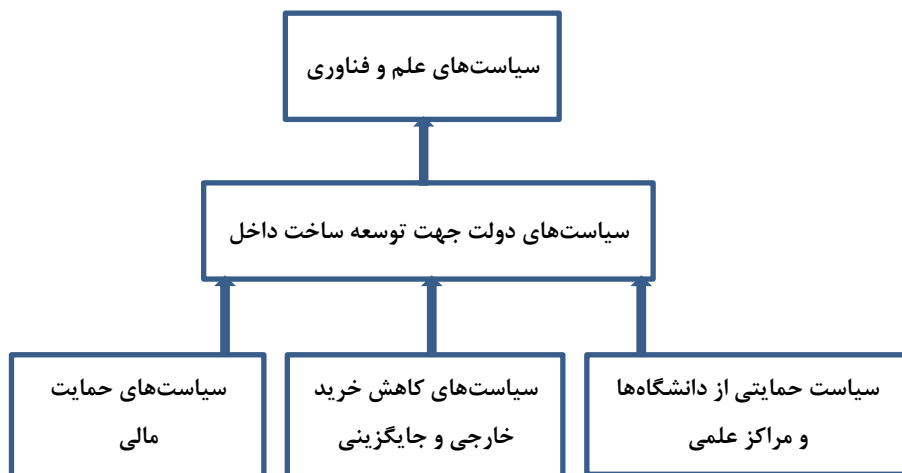 سیاست‌های علم و فناوری
سیاست‌های دولت جهت توسعه ساخت داخل
سیاست حمایتی از دانشگاه‌ها
و مراکز علمی
سیاست‌های کاهش خرید
خارجی و جایگزینی
سیاست‌های حمایت
مالی